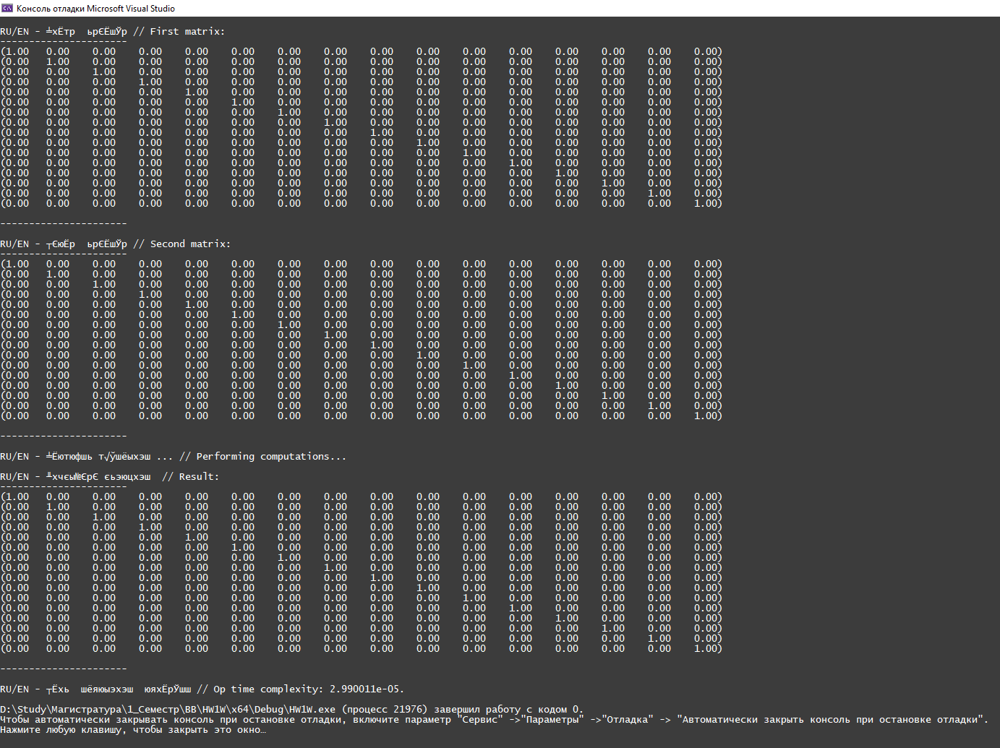 Консоль отладки Microsoft Visual Studio
RU/EN - ╩хЁтр  ьрЄЁшЎр // First matrix:
----------------------
(1.00   0.00    0.00    0.00    0.00    0.00    0.00    0.00    0.00    0.00    0.00    0.00    0.00    0.00    0.00    0.00)
(0.00   1.00    0.00    0.00    0.00    0.00    0.00    0.00    0.00    0.00    0.00    0.00    0.00    0.00    0.00    0.00)
(0.00   0.00    1.00    0.00    0.00    0.00    0.00    0.00    0.00    0.00    0.00    0.00    0.00    0.00    0.00    0.00)
(0.00   0.00    0.00    1.00    0.00    0.00    0.00    0.00    0.00    0.00    0.00    0.00    0.00    0.00    0.00    0.00)
(0.00   0.00    0.00    0.00    1.00    0.00    0.00    0.00    0.00    0.00    0.00    0.00    0.00    0.00    0.00    0.00)
(0.00   0.00    0.00    0.00    0.00    1.00    0.00    0.00    0.00    0.00    0.00    0.00    0.00    0.00    0.00    0.00)
(0.00   0.00    0.00    0.00    0.00    0.00    1.00    0.00    0.00    0.00    0.00    0.00    0.00    0.00    0.00    0.00)
(0.00   0.00    0.00    0.00    0.00    0.00    0.00    1.00    0.00    0.00    0.00    0.00    0.00    0.00    0.00    0.00)
(0.00   0.00    0.00    0.00    0.00    0.00    0.00    0.00    1.00    0.00    0.00    0.00    0.00    0.00    0.00    0.00)
(0.00   0.00    0.00    0.00    0.00    0.00    0.00    0.00    0.00    1.00    0.00    0.00    0.00    0.00    0.00    0.00)
(0.00   0.00    0.00    0.00    0.00    0.00    0.00    0.00    0.00    0.00    1.00    0.00    0.00    0.00    0.00    0.00)
(0.00   0.00    0.00    0.00    0.00    0.00    0.00    0.00    0.00    0.00    0.00    1.00    0.00    0.00    0.00    0.00)
(0.00   0.00    0.00    0.00    0.00    0.00    0.00    0.00    0.00    0.00    0.00    0.00    1.00    0.00    0.00    0.00)
(0.00   0.00    0.00    0.00    0.00    0.00    0.00    0.00    0.00    0.00    0.00    0.00    0.00    1.00    0.00    0.00)
(0.00   0.00    0.00    0.00    0.00    0.00    0.00    0.00    0.00    0.00    0.00    0.00    0.00    0.00    1.00    0.00)
(0.00   0.00    0.00    0.00    0.00    0.00    0.00    0.00    0.00    0.00    0.00    0.00    0.00    0.00    0.00    1.00)
----------------------
RU/EN - ┬ЄюЁр  ьрЄЁшЎр // Second matrix:
----------------------
(1.00   0.00    0.00    0.00    0.00    0.00    0.00    0.00    0.00    0.00    0.00    0.00    0.00    0.00    0.00    0.00)
(0.00   1.00    0.00    0.00    0.00    0.00    0.00    0.00    0.00    0.00    0.00    0.00    0.00    0.00    0.00    0.00)
(0.00   0.00    1.00    0.00    0.00    0.00    0.00    0.00    0.00    0.00    0.00    0.00    0.00    0.00    0.00    0.00)
(0.00   0.00    0.00    1.00    0.00    0.00    0.00    0.00    0.00    0.00    0.00    0.00    0.00    0.00    0.00    0.00)
(0.00   0.00    0.00    0.00    1.00    0.00    0.00    0.00    0.00    0.00    0.00    0.00    0.00    0.00    0.00    0.00)
(0.00   0.00    0.00    0.00    0.00    1.00    0.00    0.00    0.00    0.00    0.00    0.00    0.00    0.00    0.00    0.00)
(0.00   0.00    0.00    0.00    0.00    0.00    1.00    0.00    0.00    0.00    0.00    0.00    0.00    0.00    0.00    0.00)
(0.00   0.00    0.00    0.00    0.00    0.00    0.00    1.00    0.00    0.00    0.00    0.00    0.00    0.00    0.00    0.00)
(0.00   0.00    0.00    0.00    0.00    0.00    0.00    0.00    1.00    0.00    0.00    0.00    0.00    0.00    0.00    0.00)
(0.00   0.00    0.00    0.00    0.00    0.00    0.00    0.00    0.00    1.00    0.00    0.00    0.00    0.00    0.00    0.00)
(0.00   0.00    0.00    0.00    0.00    0.00    0.00    0.00    0.00    0.00    1.00    0.00    0.00    0.00    0.00    0.00)
(0.00   0.00    0.00    0.00    0.00    0.00    0.00    0.00    0.00    0.00    0.00    1.00    0.00    0.00    0.00    0.00)
(0.00   0.00    0.00    0.00    0.00    0.00    0.00    0.00    0.00    0.00    0.00    0.00    1.00    0.00    0.00    0.00)
(0.00   0.00    0.00    0.00    0.00    0.00    0.00    0.00    0.00    0.00    0.00    0.00    0.00    1.00    0.00    0.00)
(0.00   0.00    0.00    0.00    0.00    0.00    0.00    0.00    0.00    0.00    0.00    0.00    0.00    0.00    1.00    0.00)
(0.00   0.00    0.00    0.00    0.00    0.00    0.00    0.00    0.00    0.00    0.00    0.00    0.00    0.00    0.00    1.00)
----------------------
RU/EN - ╩Ёютюфшь т√ўшёыхэш ... // Performing computations...
RU/EN - ╨хчєы№ЄрЄ єьэюцхэш  // Result:
----------------------
(1.00   0.00    0.00    0.00    0.00    0.00    0.00    0.00    0.00    0.00    0.00    0.00    0.00    0.00    0.00    0.00)
(0.00   1.00    0.00    0.00    0.00    0.00    0.00    0.00    0.00    0.00    0.00    0.00    0.00    0.00    0.00    0.00)
(0.00   0.00    1.00    0.00    0.00    0.00    0.00    0.00    0.00    0.00    0.00    0.00    0.00    0.00    0.00    0.00)
(0.00   0.00    0.00    1.00    0.00    0.00    0.00    0.00    0.00    0.00    0.00    0.00    0.00    0.00    0.00    0.00)
(0.00   0.00    0.00    0.00    1.00    0.00    0.00    0.00    0.00    0.00    0.00    0.00    0.00    0.00    0.00    0.00)
(0.00   0.00    0.00    0.00    0.00    1.00    0.00    0.00    0.00    0.00    0.00    0.00    0.00    0.00    0.00    0.00)
(0.00   0.00    0.00    0.00    0.00    0.00    1.00    0.00    0.00    0.00    0.00    0.00    0.00    0.00    0.00    0.00)
(0.00   0.00    0.00    0.00    0.00    0.00    0.00    1.00    0.00    0.00    0.00    0.00    0.00    0.00    0.00    0.00)
(0.00   0.00    0.00    0.00    0.00    0.00    0.00    0.00    1.00    0.00    0.00    0.00    0.00    0.00    0.00    0.00)
(0.00   0.00    0.00    0.00    0.00    0.00    0.00    0.00    0.00    1.00    0.00    0.00    0.00    0.00    0.00    0.00)
(0.00   0.00    0.00    0.00    0.00    0.00    0.00    0.00    0.00    0.00    1.00    0.00    0.00    0.00    0.00    0.00)
(0.00   0.00    0.00    0.00    0.00    0.00    0.00    0.00    0.00    0.00    0.00    1.00    0.00    0.00    0.00    0.00)
(0.00   0.00    0.00    0.00    0.00    0.00    0.00    0.00    0.00    0.00    0.00    0.00    1.00    0.00    0.00    0.00)
(0.00   0.00    0.00    0.00    0.00    0.00    0.00    0.00    0.00    0.00    0.00    0.00    0.00    1.00    0.00    0.00)
(0.00   0.00    0.00    0.00    0.00    0.00    0.00    0.00    0.00    0.00    0.00    0.00    0.00    0.00    1.00    0.00)
(0.00   0.00    0.00    0.00    0.00    0.00    0.00    0.00    0.00    0.00    0.00    0.00    0.00    0.00    0.00    1.00)
----------------------
RU/EN - ┬Ёхь  шёяюыэхэш  юяхЁрЎшш // Op time complexity: 2.990011e-05.
D:\Study\Магистратура\1_Семестр\ВВ\HW1W\x64\Debug\HW1W.exe (процесс 21976) завершил работу с кодом 0.
Чтобы автоматически закрывать консоль при остановке отладки, включите параметр "Сервис" ->"Параметры" ->"Отладка" -> "Автоматически закрыть консоль при остановке отладки".
Нажмите любую клавишу, чтобы закрыть это окно…